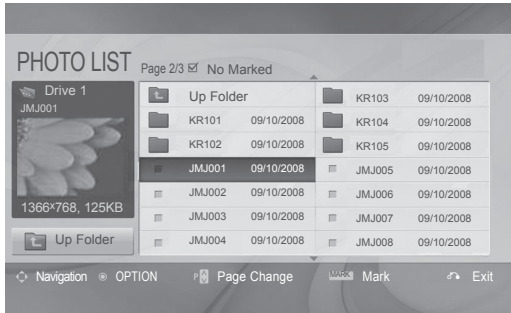 PHOTO LIST
Page 2/3 No Marked
Drive 1
JMJ001
1366x768, 125KB
Up Folder
Up Folder
KR101 09/10/2008
KR102 09/10/2008
JMJ001 09/10/2008
JMJ002 09/10/2008
JMJ003 09/10/2008
JMJ004 09/10/2008
KR103 09/10/2008
KR104 09/10/2008
KR105 09/10/2008
JMJ005 09/10/2008
JMJ006 09/10/2008
JMJ007 09/10/2008
JMJ008 09/10/2008
Navigation OPTION P Page Change MARK Mark Exit